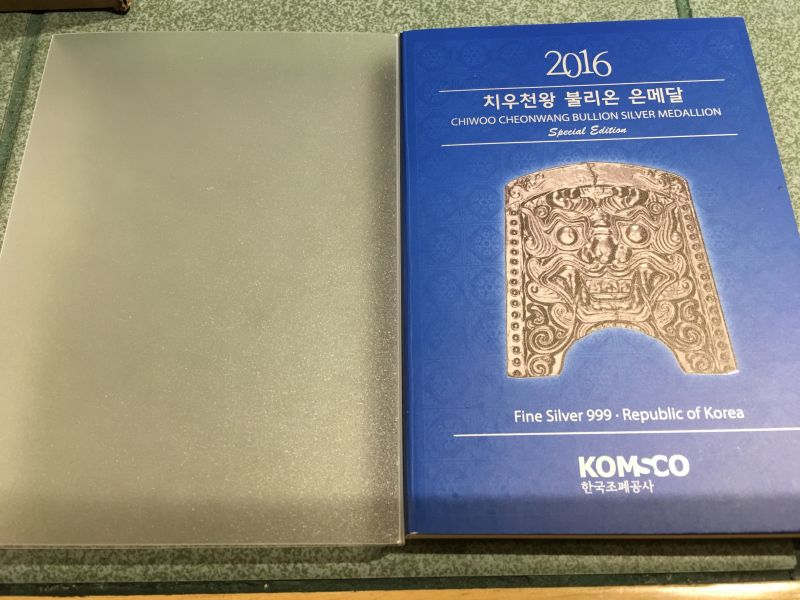 2016
치우천왕 불리온 은메달
CHIWOO CHEONWANG BULLION SILVER MEDALLION
Special Edition
Fine Silver 999 · Republic of Korea
KOMSCO
한국조폐공사